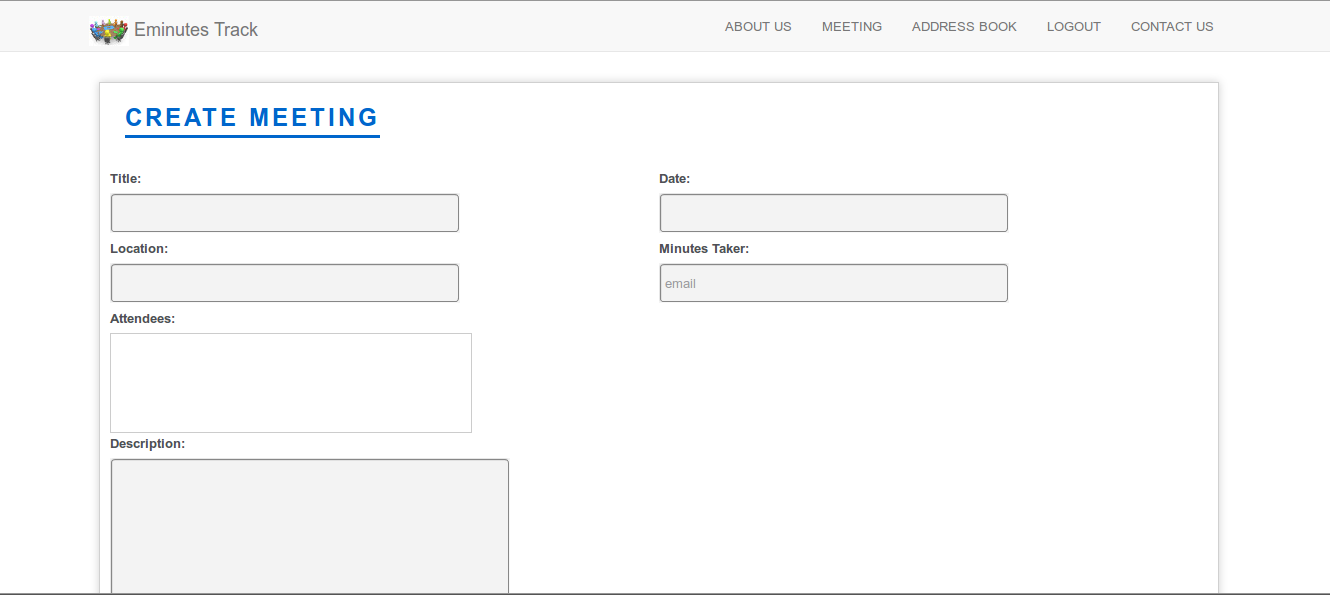 Eminutes Track
ABOUT US MEETING ADDRESS BOOK LOGOUT CONTACT US
CREATE MEETING
Title: Date:
Location: Minutes Taker:
email
Attendees:
Description: